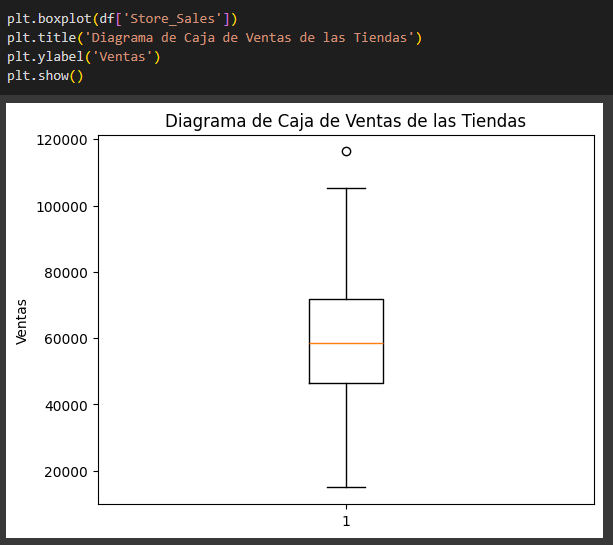 plt.boxplot(df['Store_Sales'])
plt.title('Diagrama de Caja de Ventas de las Tiendas')
plt.ylabel('Ventas')
plt.show()
Diagrama de Caja de Ventas de las Tiendas
120000
100000
80000
60000
40000
20000
Ventas
1